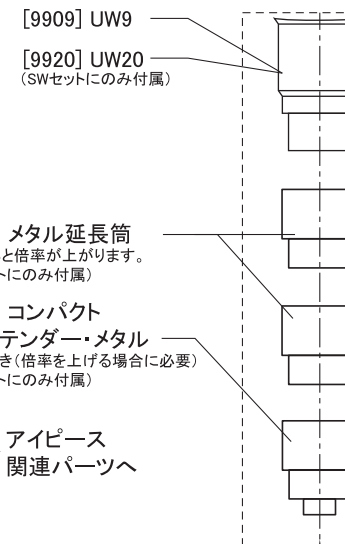 [9909] UW9
[9920] UW20
(SWセットにのみ付属)
メタル延長筒
と倍率が上がります。
トにのみ付属)
コンパクト
テンダー・メタル
き(倍率を上げる場合に必要)
トにのみ付属)
アイピース
関連パーツへ